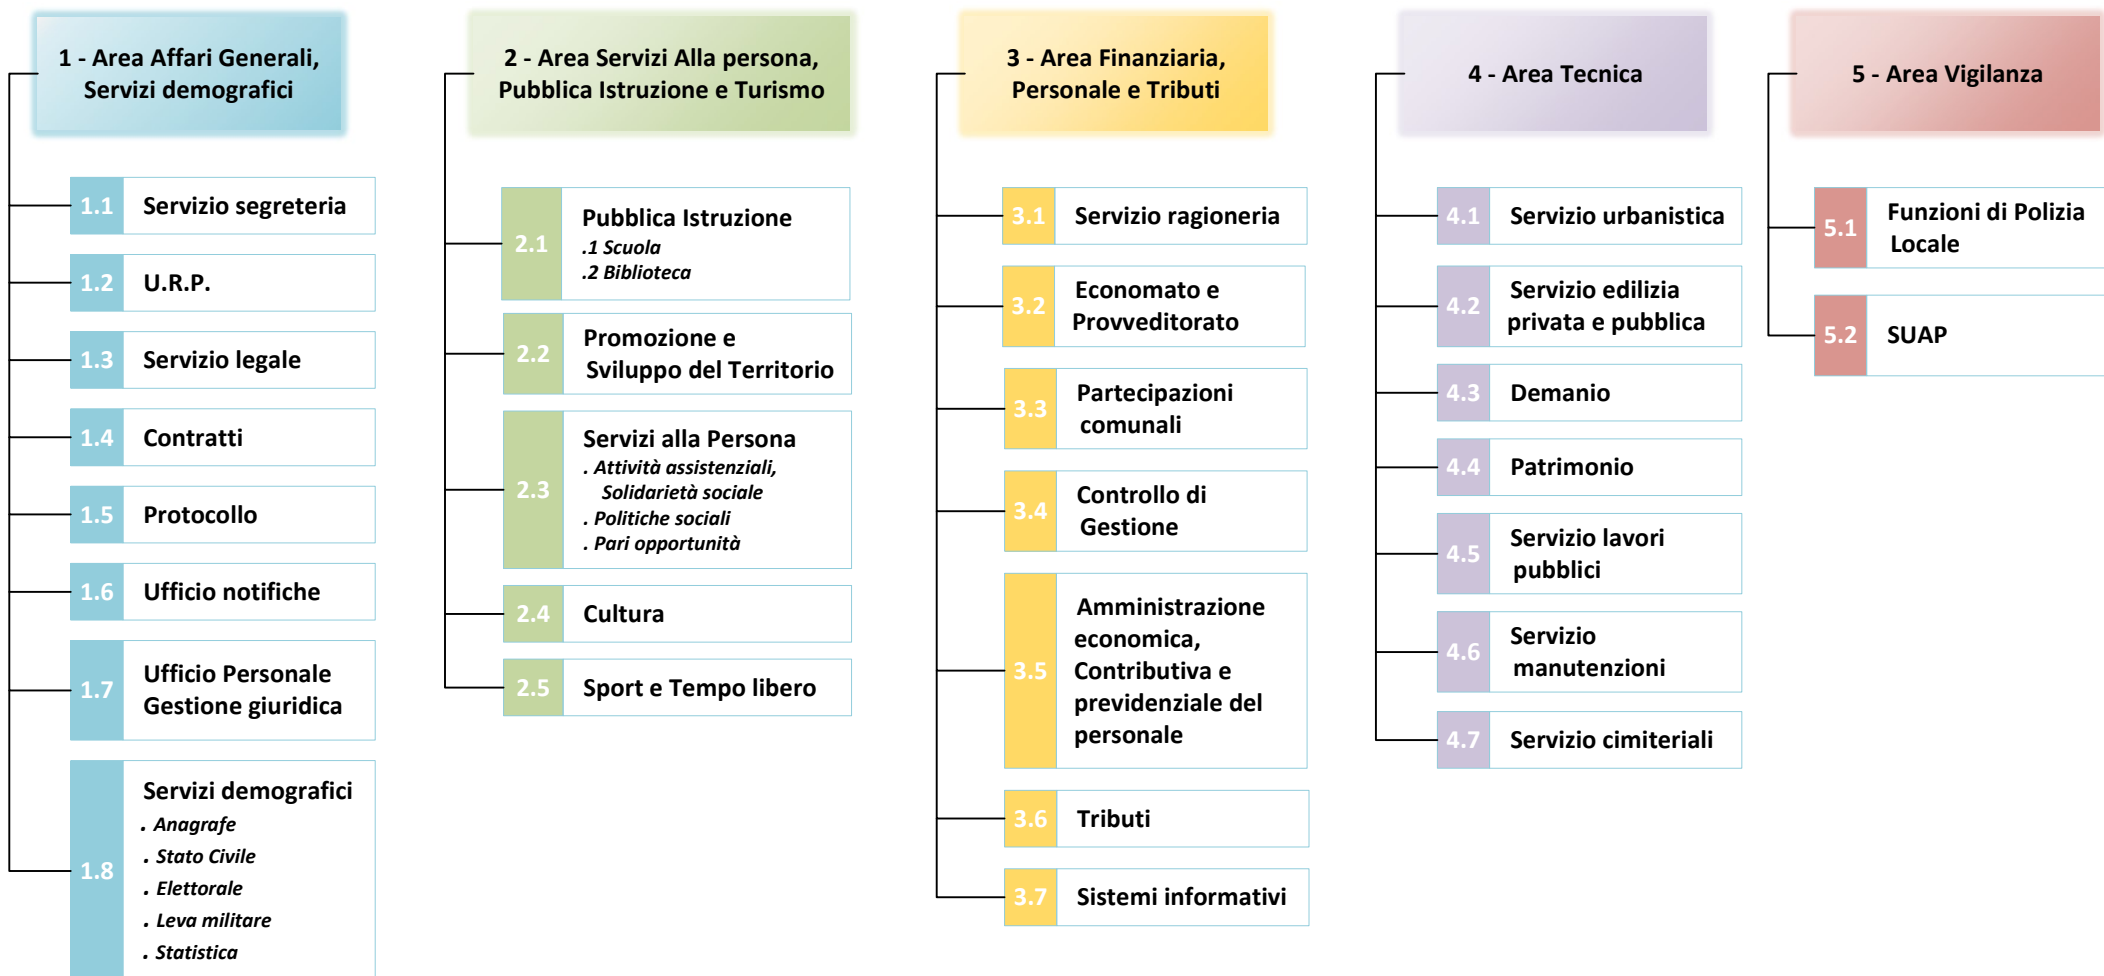 1 - Area Affari Generali,
Servizi demografici
1.1
Servizio segreteria
1.2
U.R.P.
1.3
Servizio legale
1.4
Contratti
1.5
Protocollo
1.6
Ufficio notifiche
1.7
Ufficio Personale
Gestione giuridica
1.8
Servizi demografici
. Anagrafe
. Stato Civile
. Elettorale
. Leva militare
. Statistica
2 - Area Servizi Alla persona,
Pubblica Istruzione e Turismo
2.1
Pubblica Istruzione
.1 Scuola
.2 Biblioteca
2.2
Promozione e
Sviluppo del Territorio
2.3
Servizi alla Persona
. Attività assistenziali,
Solidarietà sociale
. Politiche sociali
. Pari opportunità
2.4
Cultura
2.5
Sport e Tempo libero
3 - Area Finanziaria,
Personale e Tributi
3.1
Servizio ragioneria
3.2
Economato e
Provveditorato
3.3
Partecipazioni
comunali
3.4
Controllo di
Gestione
3.5
Amministrazione
economica,
Contributiva e
previdenziale del
personale
3.6
Tributi
3.7
Sistemi informativi
4 - Area Tecnica
4.1
Servizio urbanistica
4.2
Servizio edilizia
privata e pubblica
4.3
Demanio
4.4
Patrimonio
4.5
Servizio lavori
pubblici
4.6
Servizio
manutenzioni
4.7
Servizio cimiteriali
5 - Area Vigilanza
5.1
Funzioni di Polizia
Locale
5.2
SUAP